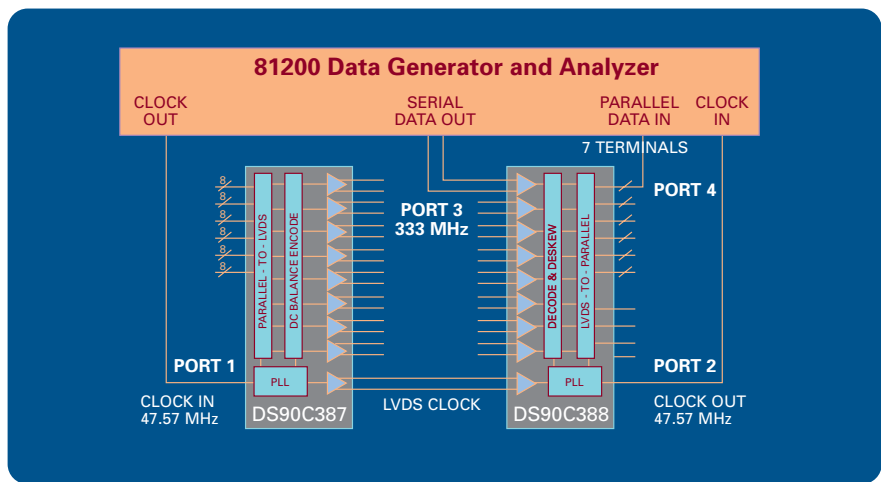 81200 Data Generator and Analyzer
CLOCK
OUT
SERIAL
DATA OUT
PARALLEL
DATA IN
CLOCK
IN
7 TERMINALS
8
8
8
8
8
8
PARALLEL - TO - LVDS
DC BALANCE ENCODE
PORT 3
333 MHz
DECODE & DESKEW
LVDS - TO - PARALLEL
PORT 4
PORT 1
PLL
PLL
PORT 2
CLOCK IN
47.57 MHz
DS90C387
LVDS CLOCK
DS90C388
CLOCK OUT
47.57 MHz